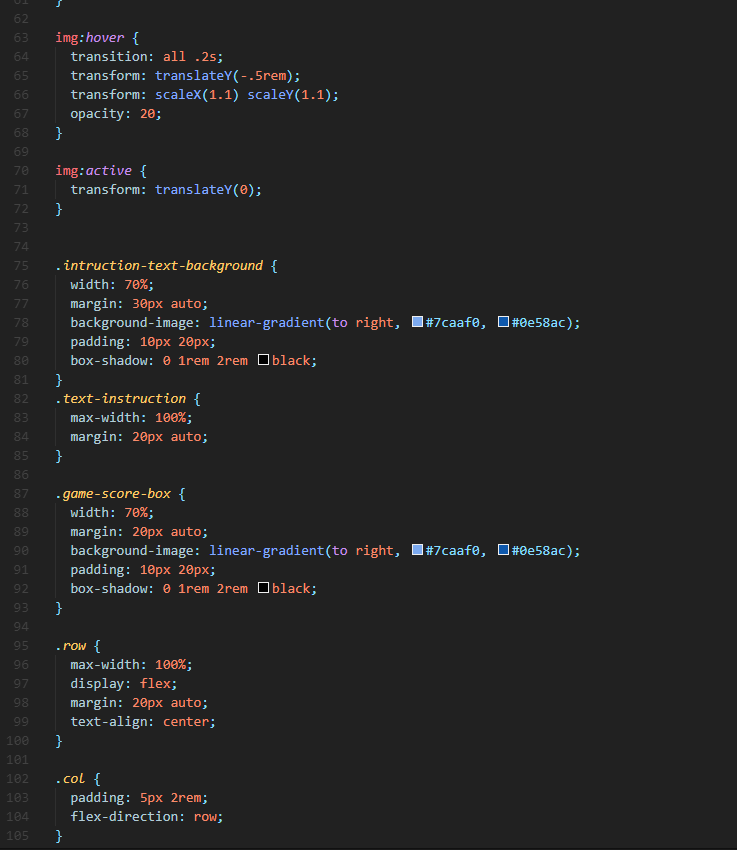 61 }
62
63 img:hover {
64 transition: all .2s;
65 transform: translateY(-.5rem);
66 transform: scaleX(1.1) scaleY(1.1);
67 opacity: 20;
68 }
69
70 img:active {
71 transform: translateY(0);
72 }
73
74
75 .intruction-text-background {
76 width: 70%;
77 margin: 30px auto;
78 background-image: linear-gradient(to right, #7caaf0, #0e58ac);
79 padding: 10px 20px;
80 box-shadow: 0 1rem 2rem black;
81 }
82 .text-instruction {
83 max-width: 100%;
84 margin: 20px auto;
85 }
86
87 .game-score-box {
88 width: 70%;
89 margin: 20px auto;
90 background-image: linear-gradient(to right, #7caaf0, #0e58ac);
91 padding: 10px 20px;
92 box-shadow: 0 1rem 2rem black;
93 }
94
95 .row {
96 max-width: 100%;
97 display: flex;
98 margin: 20px auto;
99 text-align: center;
100 }
101
102 .col {
103 padding: 5px 2rem;
104 flex-direction: row;
105 }